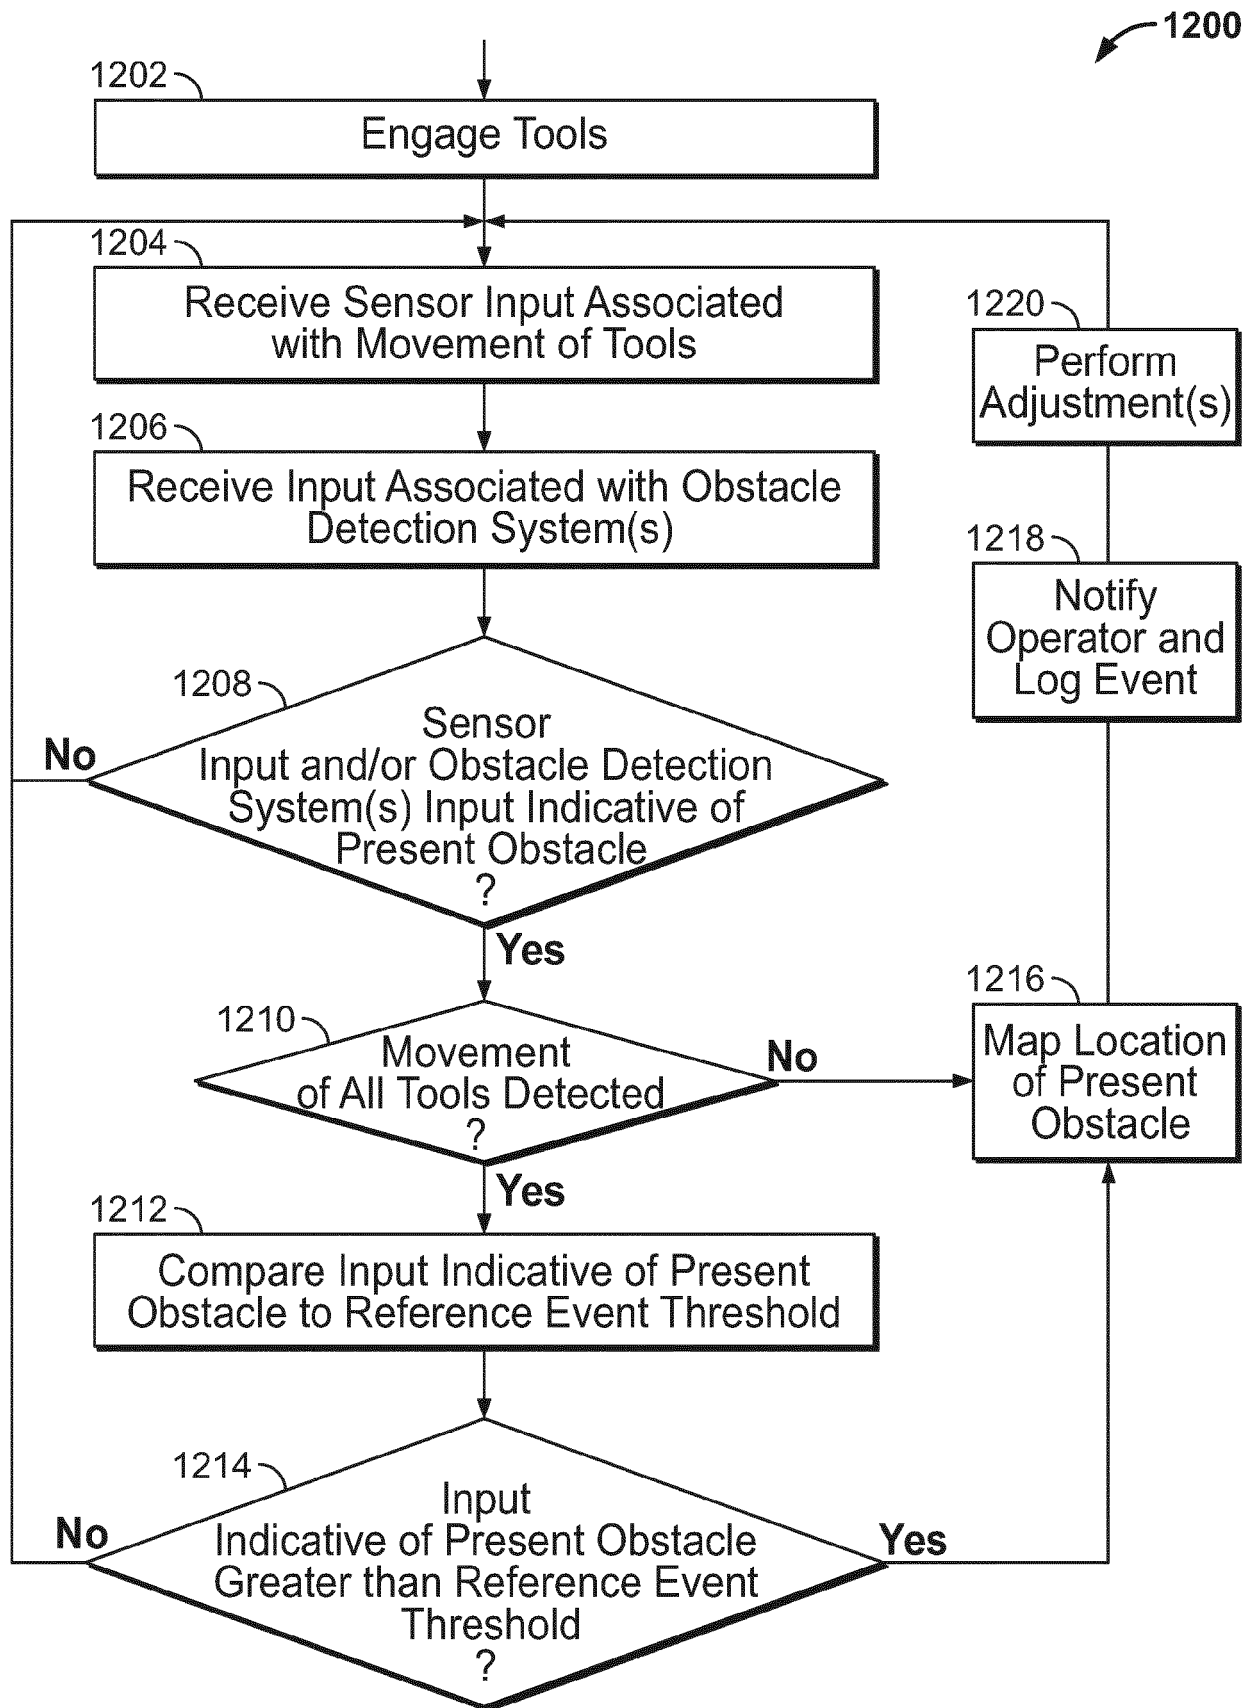 1200
1202
Engage Tools
1204
Receive Sensor Input Associated
with Movement of Tools
1206
Receive Input Associated with Obstacle
Detection System(s)
1208
Sensor
Input and/or Obstacle Detection
System(s) Input Indicative of
Present Obstacle
?
No
Yes
1210
Movement
of All Tools Detected
?
No
Yes
1212
Compare Input Indicative of Present
Obstacle to Reference Event Threshold
1214
Input
Indicative of Present Obstacle
Greater than Reference Event
Threshold
?
No
Yes
1216
Map Location
of Present
Obstacle
1218
Notify
Operator and
Log Event
1220
Perform
Adjustment(s)